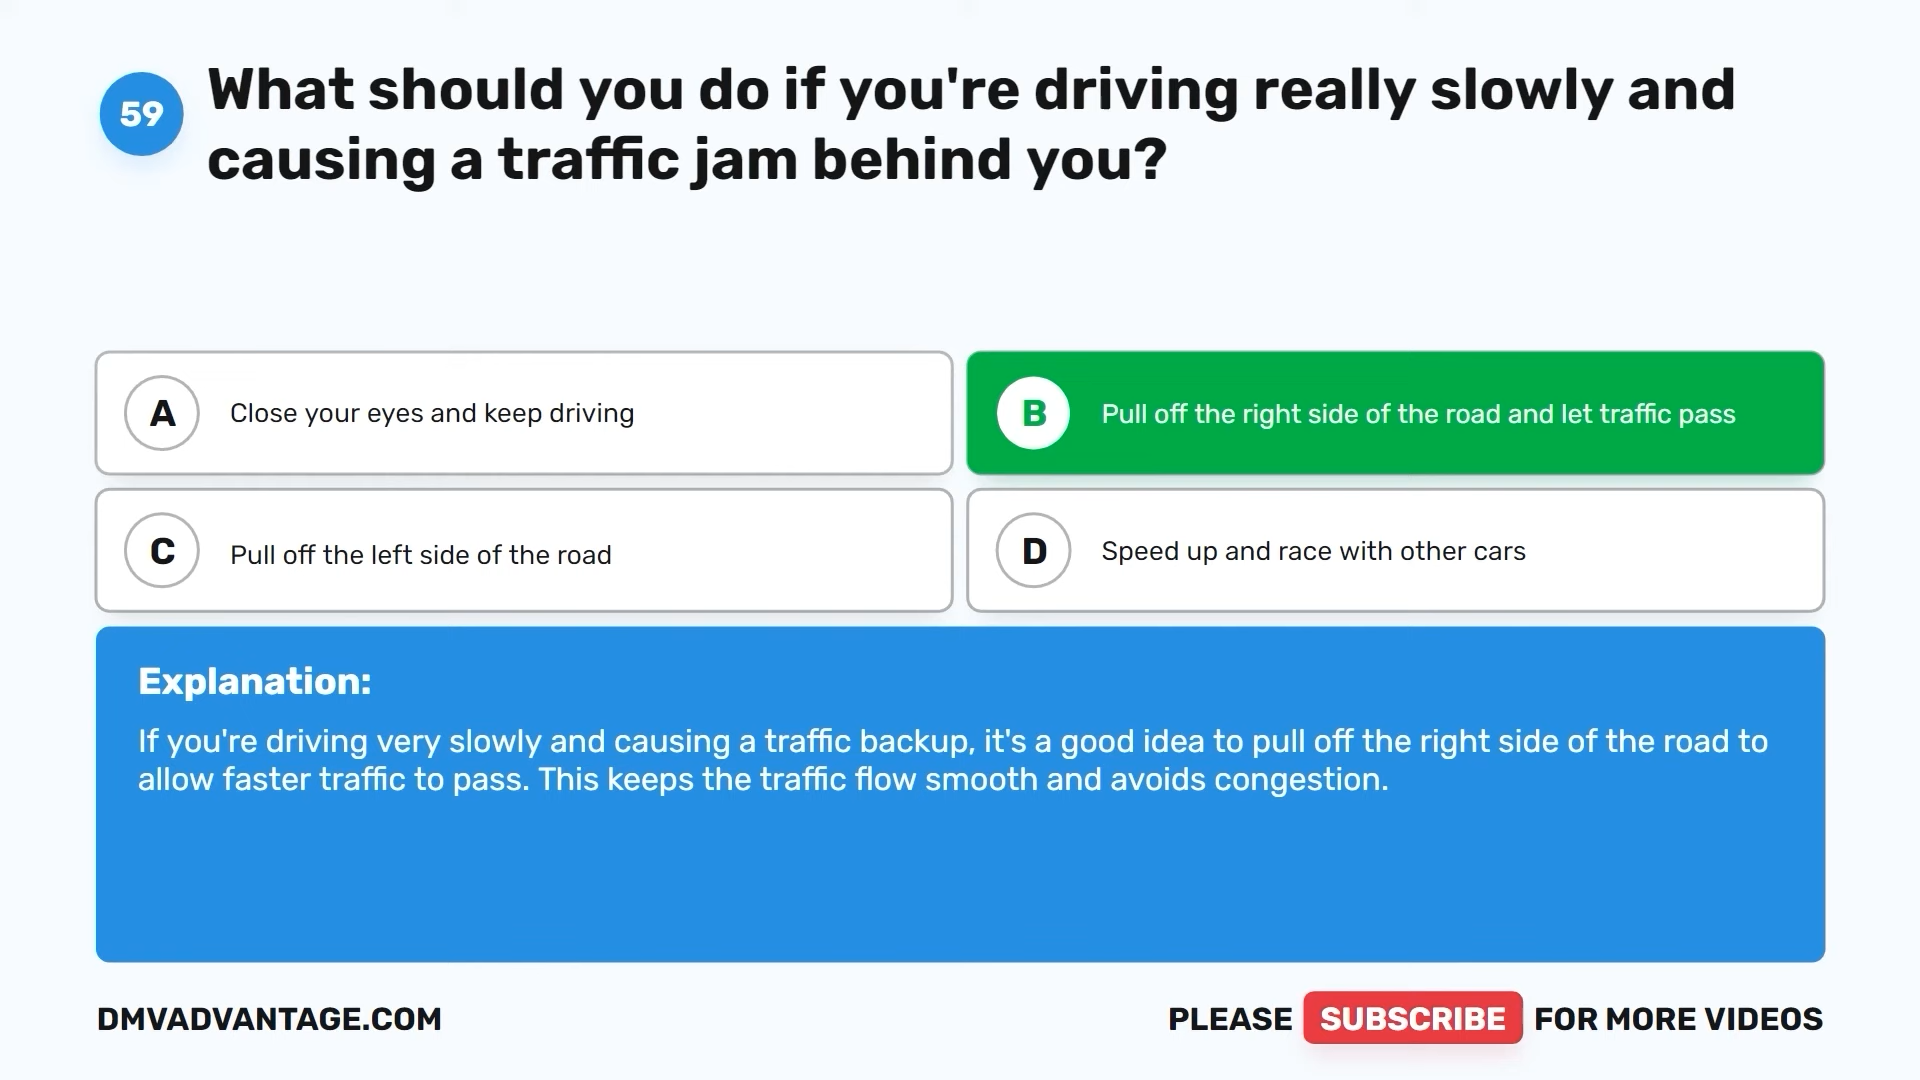 59
What should you do if you're driving really slowly and
causing a traffic jam behind you?
A
Close your eyes and keep driving
B
Pull off the right side of the road and let traffic pass
C
Pull off the left side of the road
D
Speed up and race with other cars
Explanation:
If you're driving very slowly and causing a traffic backup, it's a good idea to pull off the right side of the road to
allow faster traffic to pass. This keeps the traffic flow smooth and avoids congestion.
DMVADVANTAGE.COM
PLEASE SUBSCRIBE FOR MORE VIDEOS